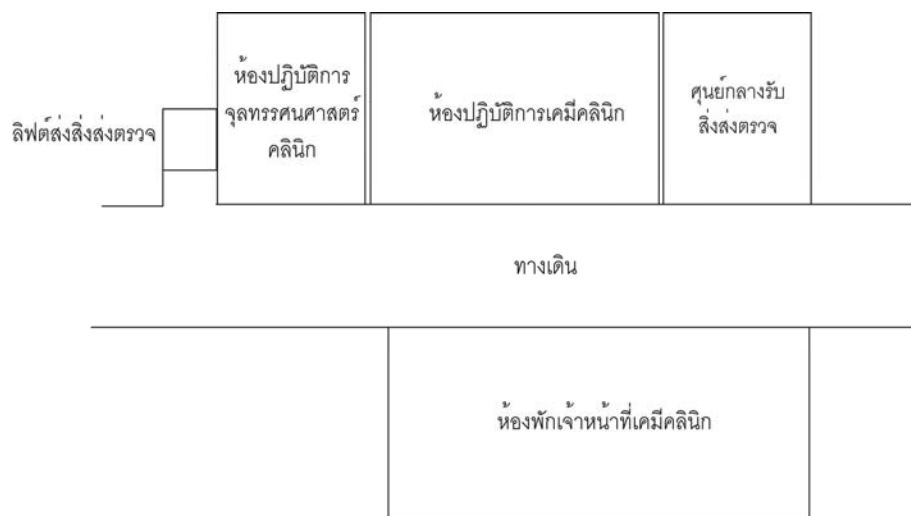 ห้องปฏิบัติการ
จุลทรรศนศาสตร์
คลินิก
ห้องปฏิบัติการเคมีคลินิก
ศูนย์กลางรับ
สิ่งส่งตรวจ
ลิฟต์ส่งสิ่งส่งตรวจ
ทางเดิน
ห้องพักเจ้าหน้าที่เคมีคลินิก